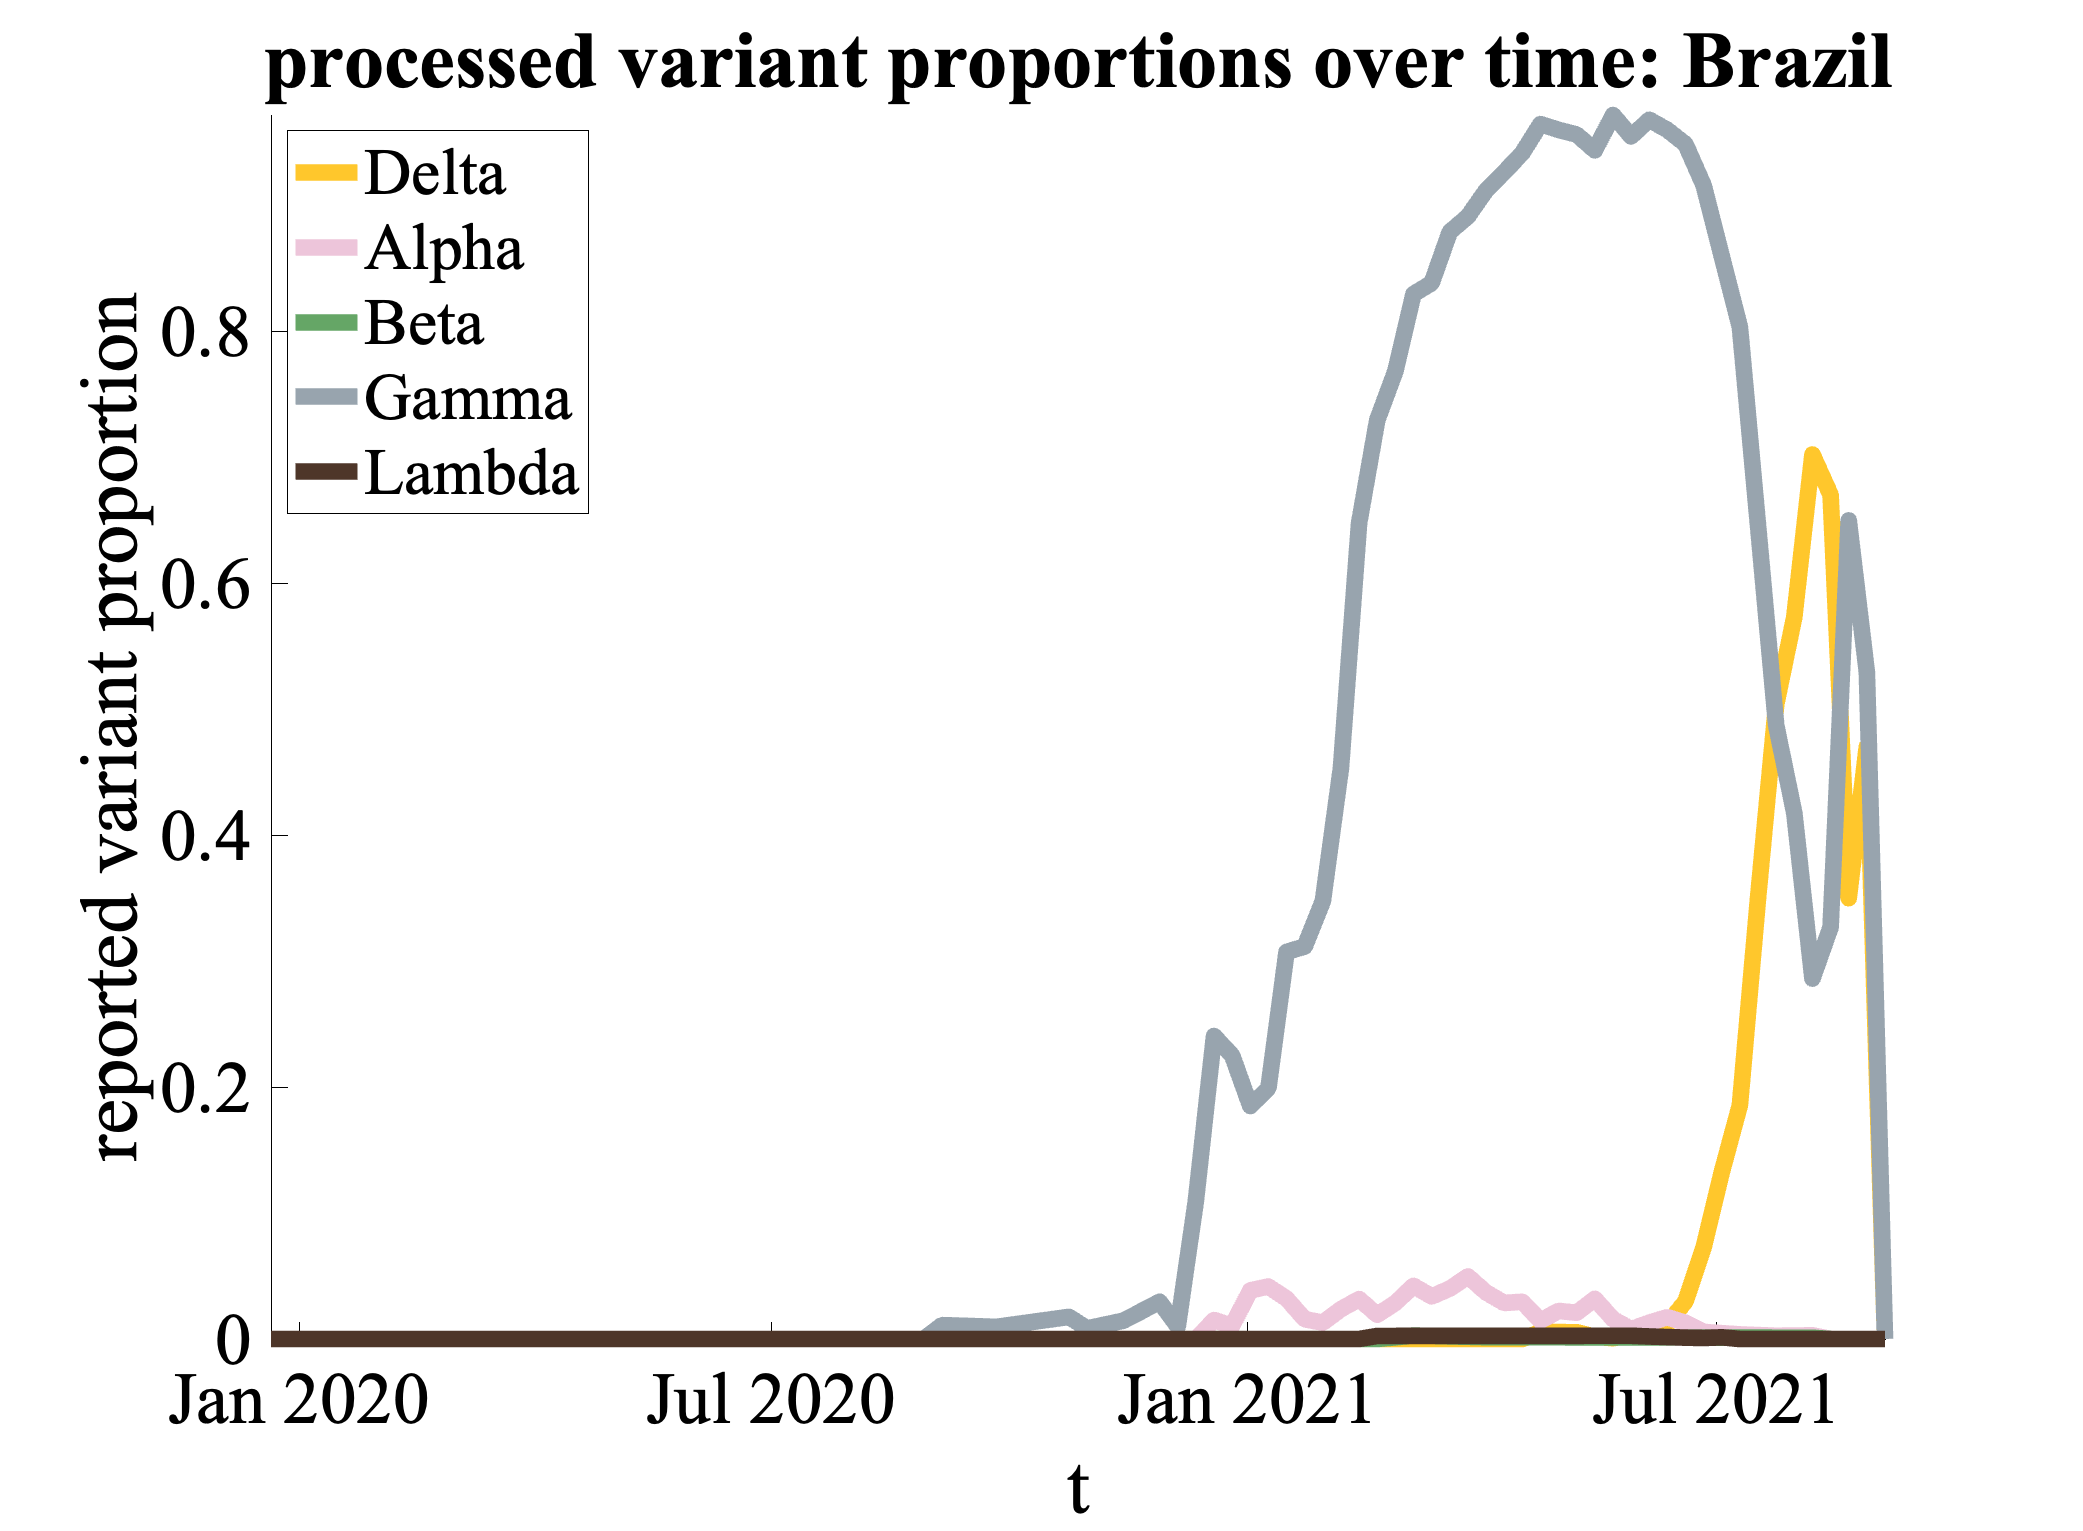 processed variant proportions over time: Brazil
Delta
Alpha
Beta
Gamma
Lambda
reported variant proportion
0.8
0.6
0.4
0.2
0
Jan 2020
Jul 2020
Jan 2021
Jul 2021
t